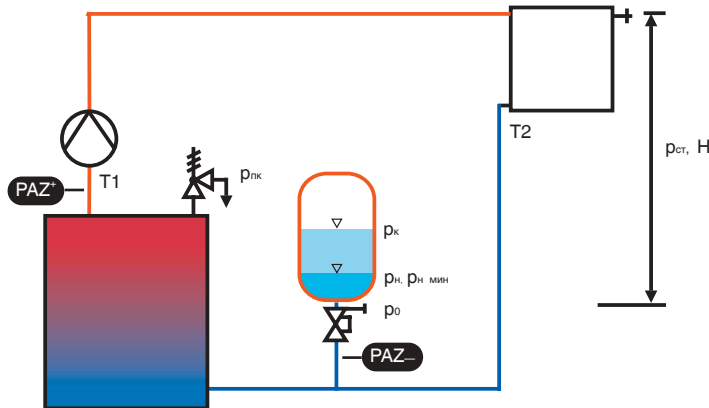 T2
pст, H
PAZ+
T1
pпк
pк
pн, pн мин
p0
PAZ–